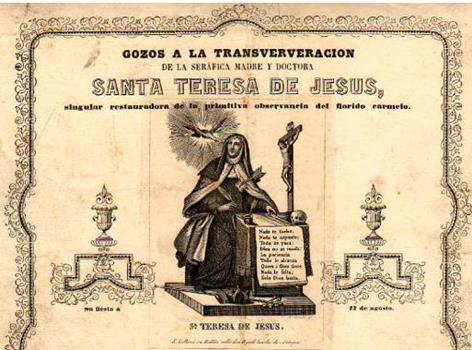 GOZOS A LA TRANSVERVERACION
DE LA SERÁFICA MADRE Y DOCTORA
SANTA TERESA DE JESUS,
singular restauradora de la primitiva observancia del florido carmelo.
Nada te turbe,
Nada te espante:
Todo se pasa:
Dios no se muda:
La paciencia
Todo lo alcanza
Quien á Dios tiene
Nada le falta:
Solo Dios basta.
su fiesta á
27 de agosto.
Sª TERESA DE JESUS.